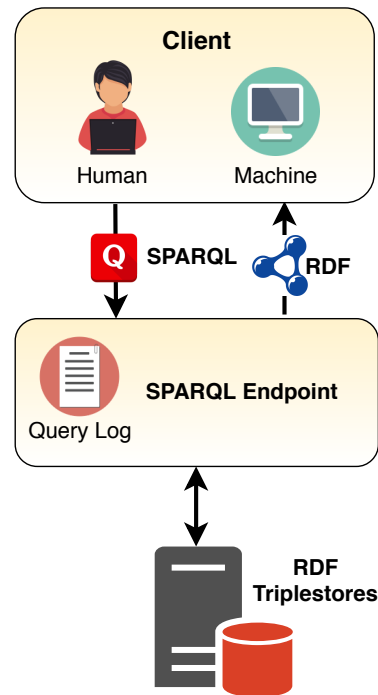 Client
Human
Machine
Q
SPARQL
RDF
SPARQL Endpoint
Query Log
RDF
Triplestores